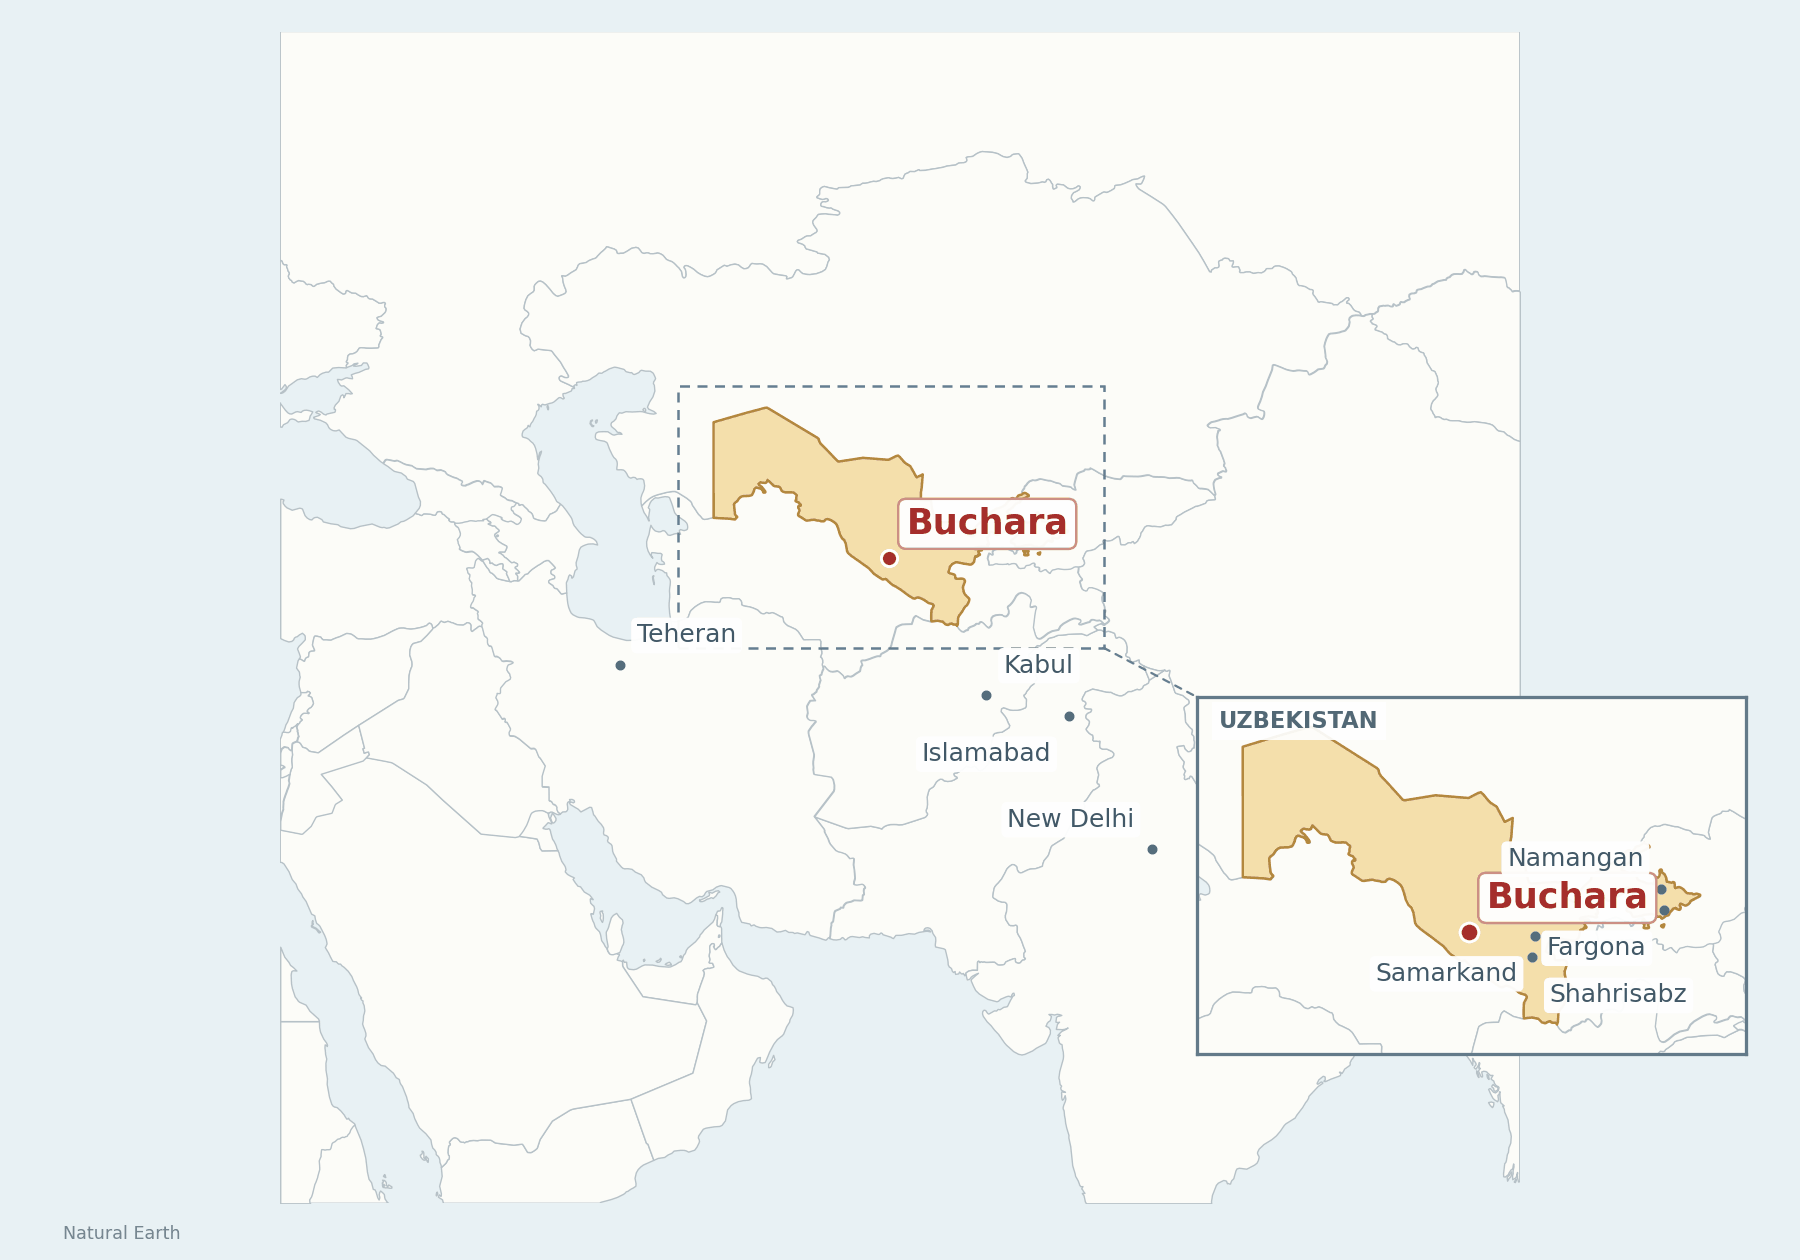 Buchara
Teheran
Kabul
Islamabad
New Delhi
UZBEKISTAN
Namangan
Buchara
Fargona
Samarkand
Shahrisabz
Natural Earth